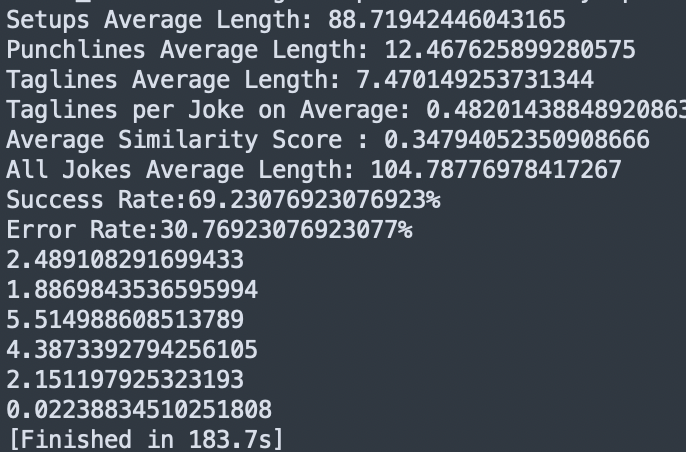 Setups Average Length: 88.71942446043165
Punchlines Average Length: 12.467625899280575
Taglines Average Length: 7.470149253731344
Taglines per Joke on Average: 0.4820143884892086
Average Similarity Score : 0.34794052350908666
All Jokes Average Length: 104.78776978417267
Success Rate:69.23076923076923%
Error Rate:30.76923076923077%
2.489108291699433
1.8869843536595994
5.514988608513789
4.3873392794256105
2.151197925323193
0.02238834510251808
[Finished in 183.7s]